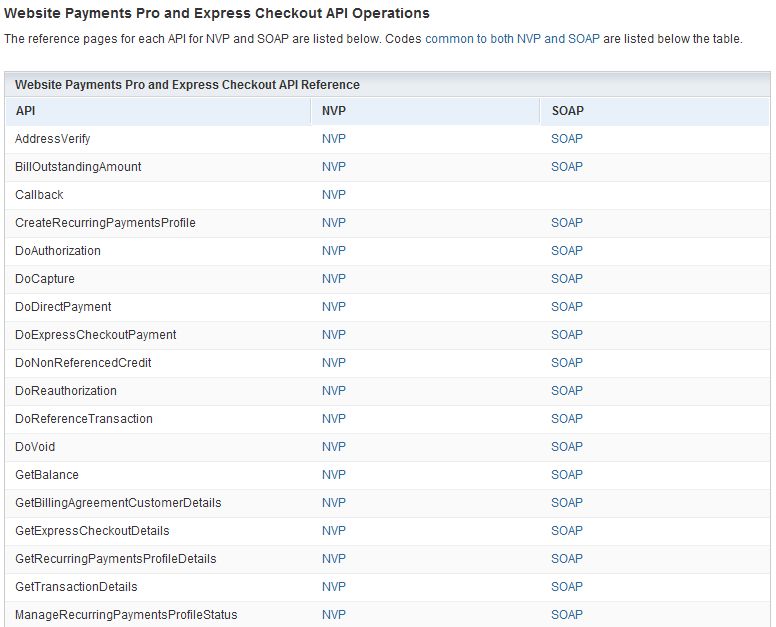 Website Payments Pro and Express Checkout API Operations
The reference pages for each API for NVP and SOAP are listed below. Codes common to both NVP and SOAP are listed below the table.
Website Payments Pro and Express Checkout API Reference
API NVP SOAP
AddressVerify NVP SOAP
BillOutstandingAmount NVP SOAP
Callback NVP
CreateRecurringPaymentsProfile NVP SOAP
DoAuthorization NVP SOAP
DoCapture NVP SOAP
DoDirectPayment NVP SOAP
DoExpressCheckoutPayment NVP SOAP
DoNonReferencedCredit NVP SOAP
DoReauthorization NVP SOAP
DoReferenceTransaction NVP SOAP
DoVoid NVP SOAP
GetBalance NVP SOAP
GetBillingAgreementCustomerDetails NVP SOAP
GetExpressCheckoutDetails NVP SOAP
GetRecurringPaymentsProfileDetails NVP SOAP
GetTransactionDetails NVP SOAP
ManageRecurringPaymentsProfileStatus NVP SOAP